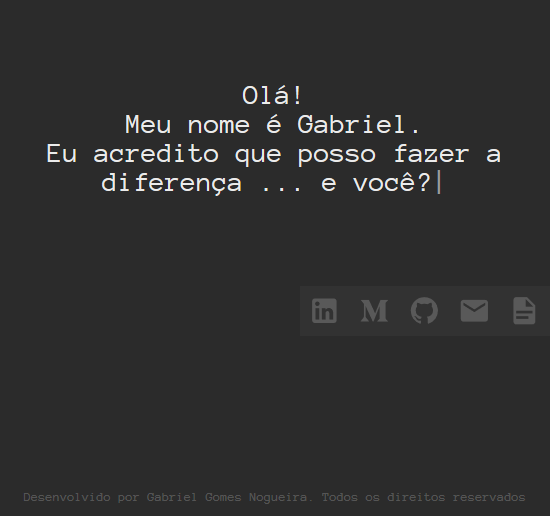 Olá!
Meu nome é Gabriel.
Eu acredito que posso fazer a
diferença ... e você?|
in M
Desenvolvido por Gabriel Gomes Nogueira. Todos os direitos reservados